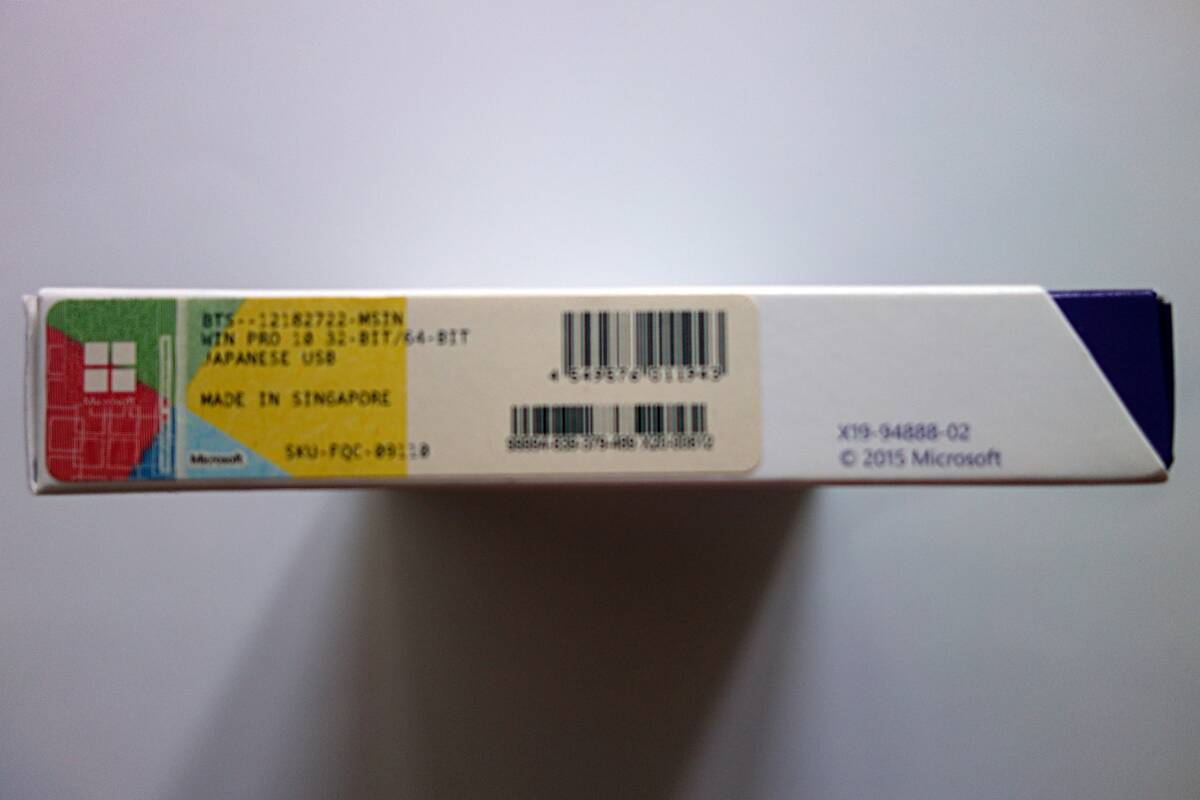 BTS--12182722-MSIN
WIN PRO 10 32-BIT/64-BIT
JAPANESE USB
MADE IN SINGAPORE
SKU-FQC-09110
Microsoft
Microsoft
X19-94888-02
© 2015 Microsoft